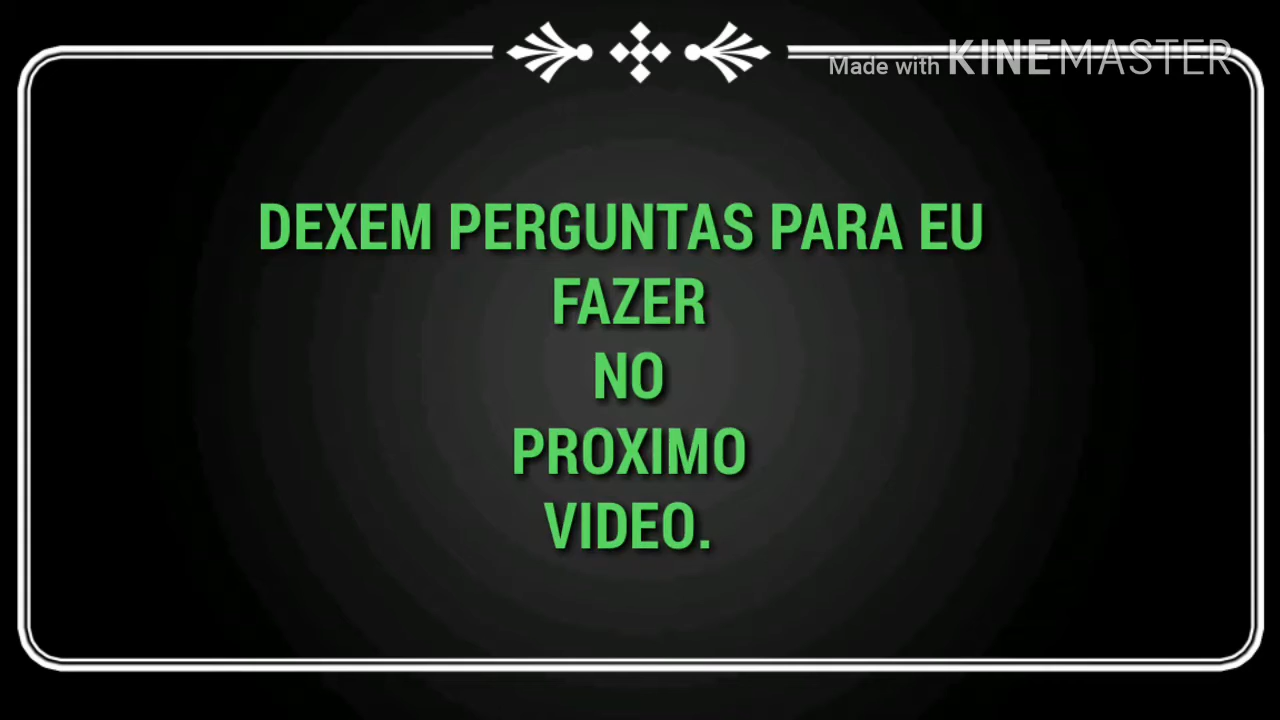 Made with KINEMASTER
DEXEM PERGUNTAS PARA EU
FAZER
NO
PROXIMO
VIDEO.